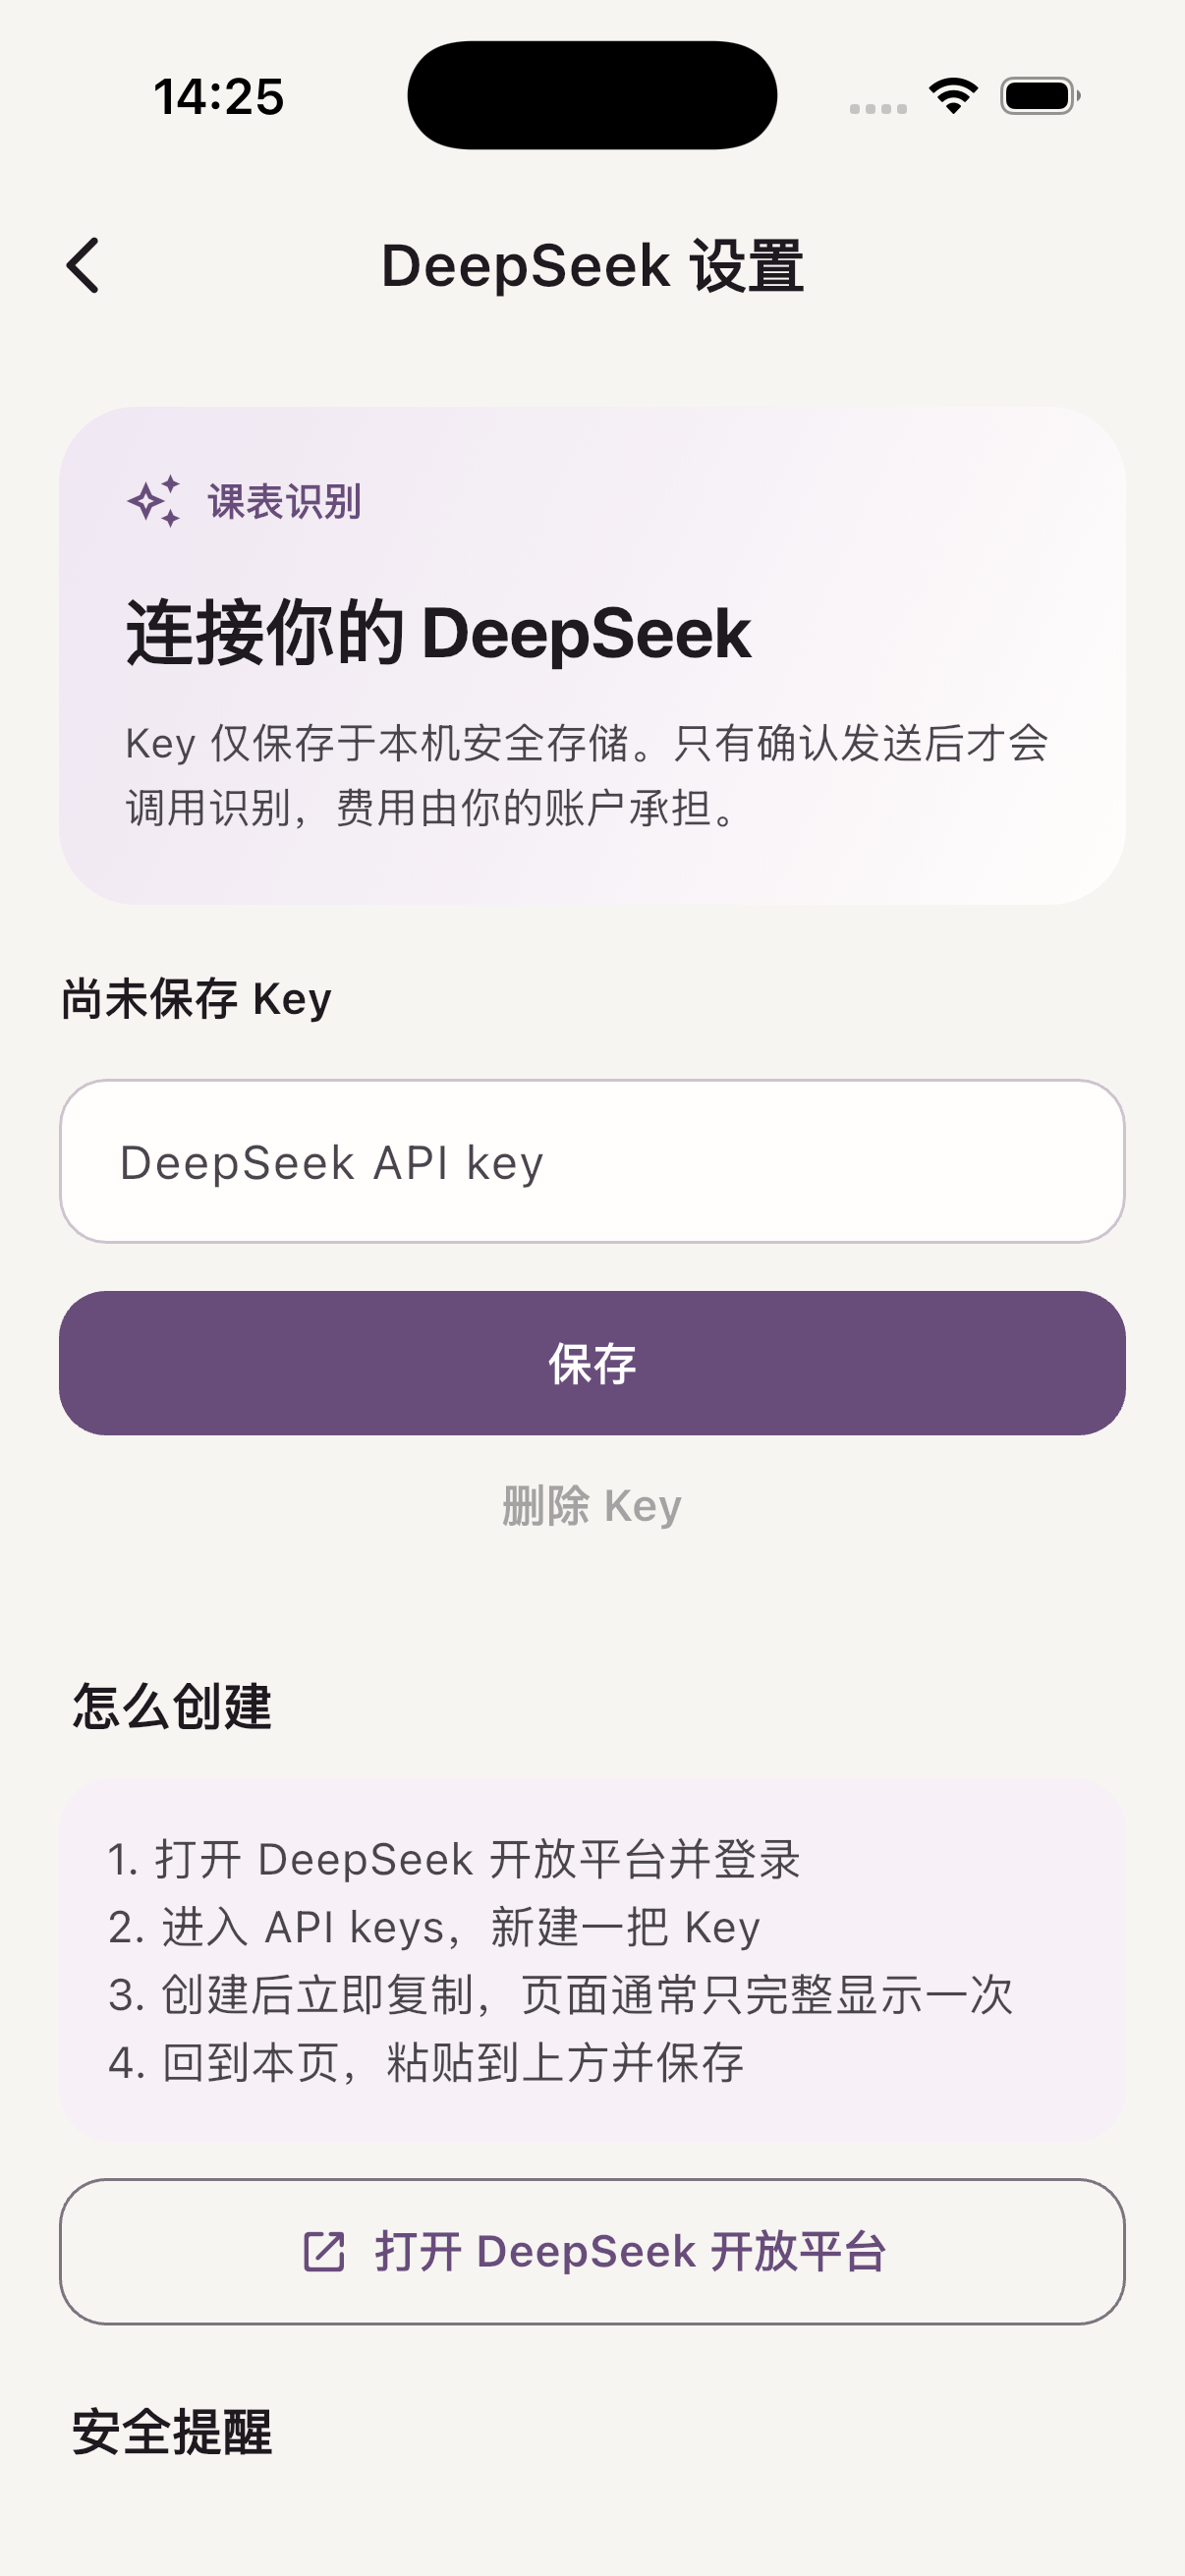 14:25
DeepSeek 设置
课表识别
连接你的 DeepSeek
Key 仅保存于本机安全存储。只有确认发送后才会
调用识别，费用由你的账户承担。
尚未保存 Key
DeepSeek API key
保存
删除 Key
怎么创建
1. 打开 DeepSeek 开放平台并登录
2. 进入 API keys，新建一把 Key
3. 创建后立即复制，页面通常只完整显示一次
4. 回到本页，粘贴到上方并保存
打开 DeepSeek 开放平台
安全提醒